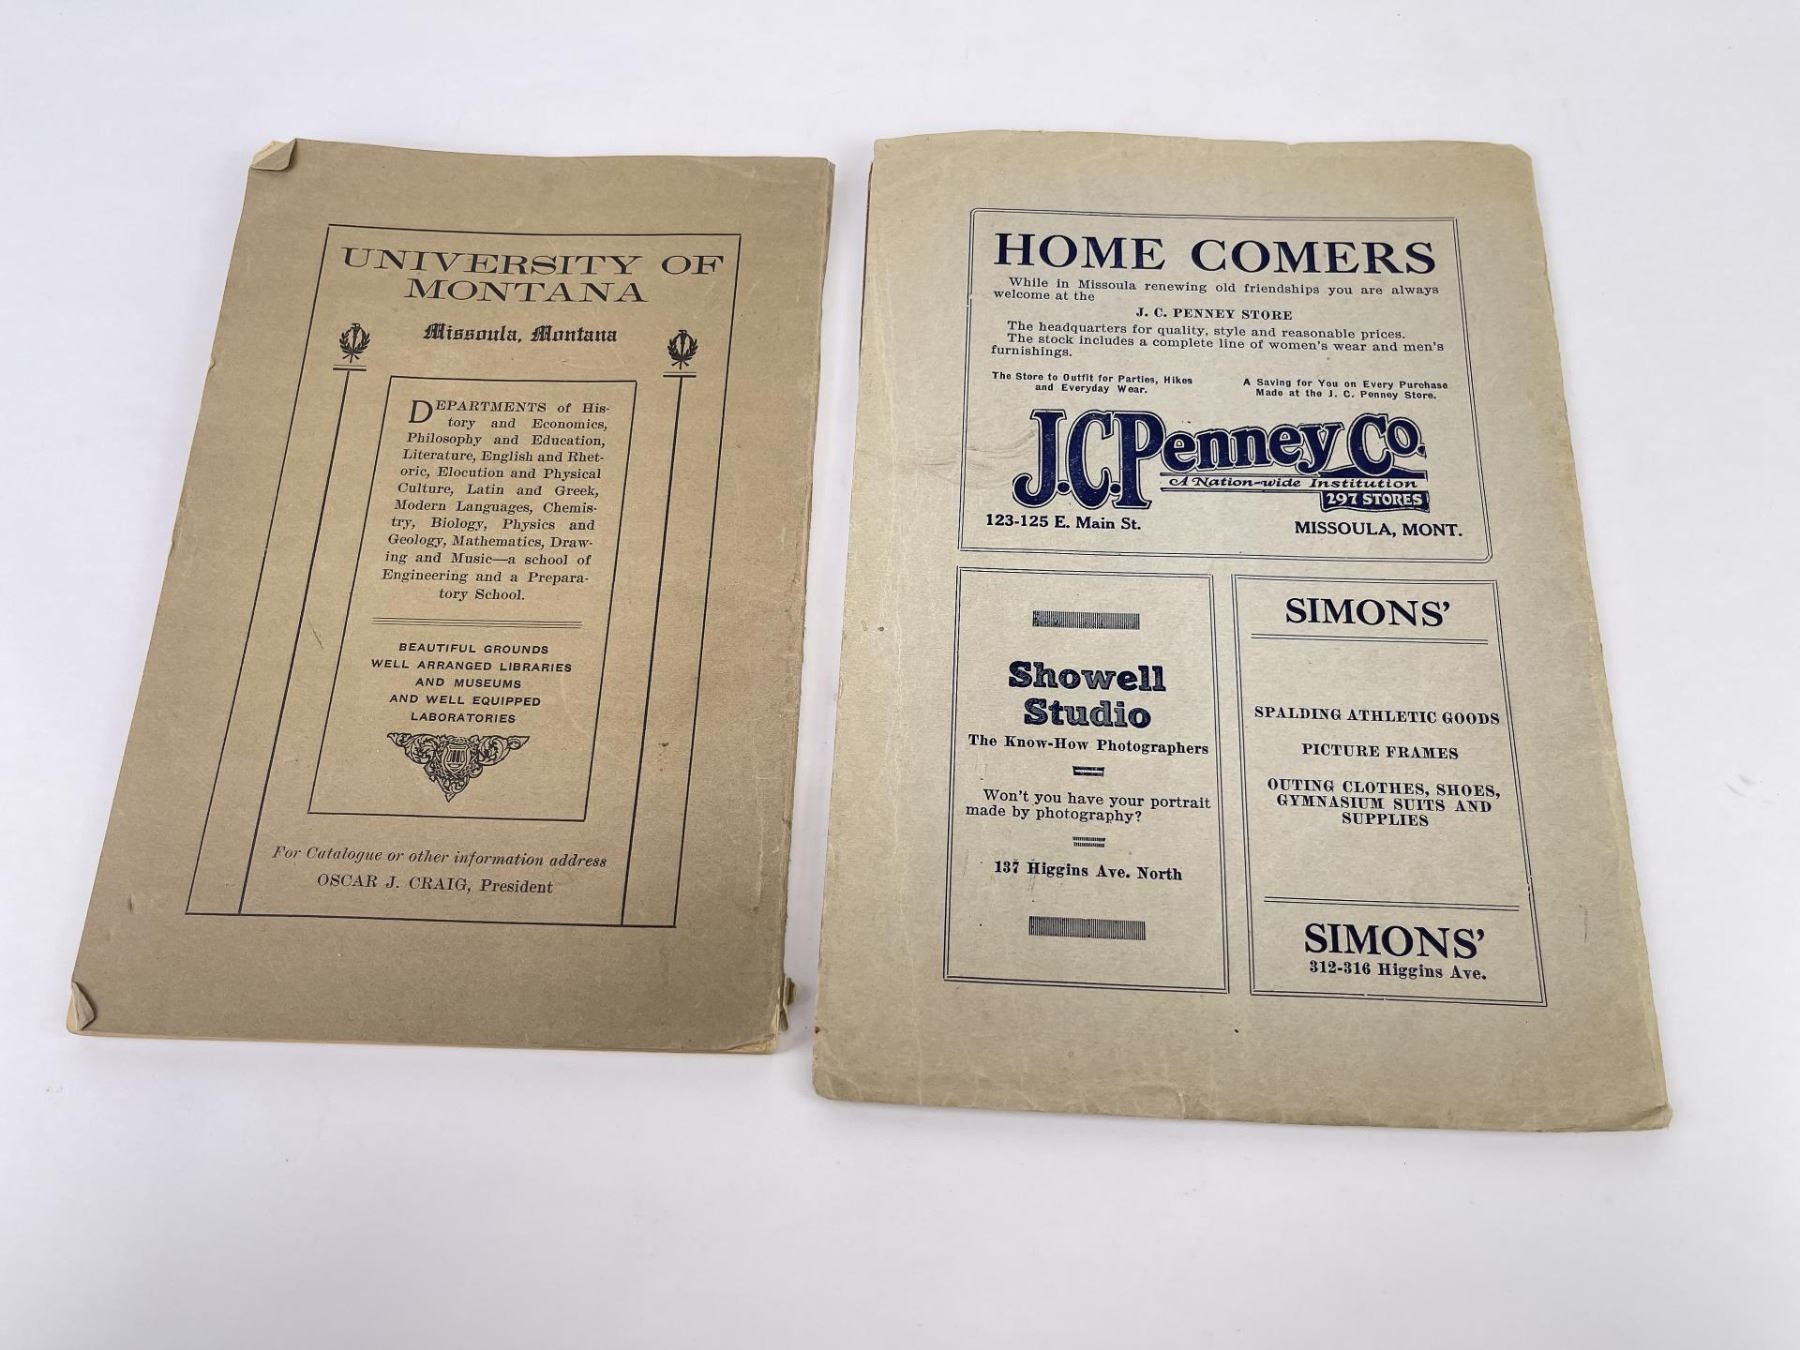 UNIVERSITY OF
MONTANA
Missoula, Montana
DEPARTMENTS of His-
tory and Economics,
Philosophy and Education,
Literature, English and Rhet-
oric, Elocution and Physical
Culture, Latin and Greek,
Modern Languages, Chemis-
try, Biology, Physics and
Geology, Mathematics, Draw-
ing and Music—a school of
Engineering and a Prepara-
tory School.
BEAUTIFUL GROUNDS
WELL ARRANGED LIBRARIES
AND MUSEUMS
AND WELL EQUIPPED
LABORATORIES
For Catalogue or other information address
OSCAR J. CRAIG, President
HOME COMERS
While in Missoula renewing old friendships you are always
welcome at the
J. C. PENNEY STORE
The headquarters for quality, style and reasonable prices.
The stock includes a complete line of women's wear and men's
furnishings.
The Store to Outfit for Parties, Hikes
and Everyday Wear.
A Saving for You on Every Purchase
Made at the J. C. Penney Store.
J.C.Penney Co.
A Nation-wide Institution
297 STORES
123-125 E. Main St.
MISSOULA, MONT.
Showell
Studio
The Know-How Photographers
Won't you have your portrait
made by photography?
137 Higgins Ave. North
SIMONS'
SPALDING ATHLETIC GOODS
PICTURE FRAMES
OUTING CLOTHES, SHOES,
GYMNASIUM SUITS AND
SUPPLIES
SIMONS'
312-316 Higgins Ave.